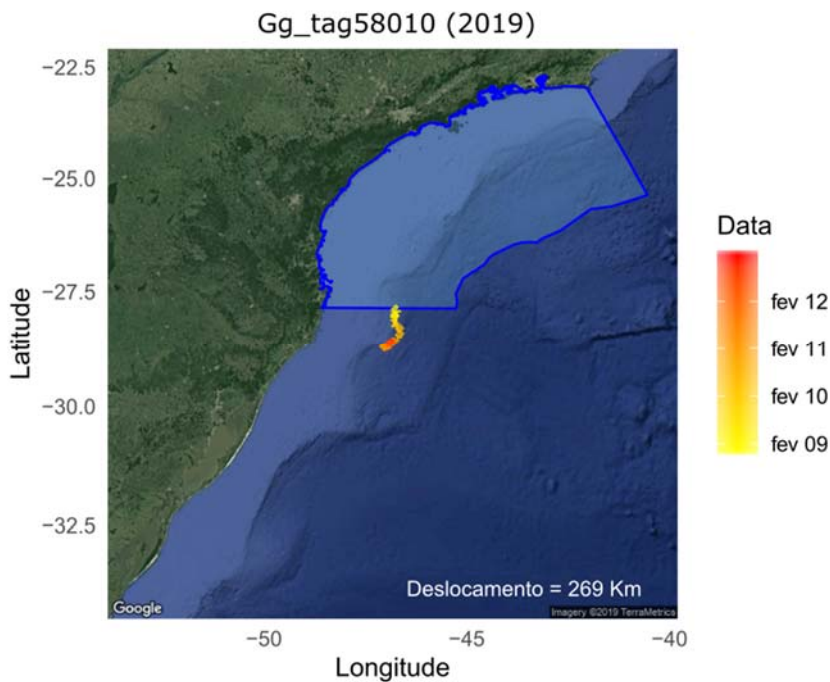 Gg_tag58010 (2019)
−22.5
−25.0
−27.5
−30.0
−32.5
Latitude
Data
fev 12
fev 11
fev 10
fev 09
Deslocamento = 269 Km
Google
Imagery ©2019 TerraMetrics
−50
−45
−40
Longitude